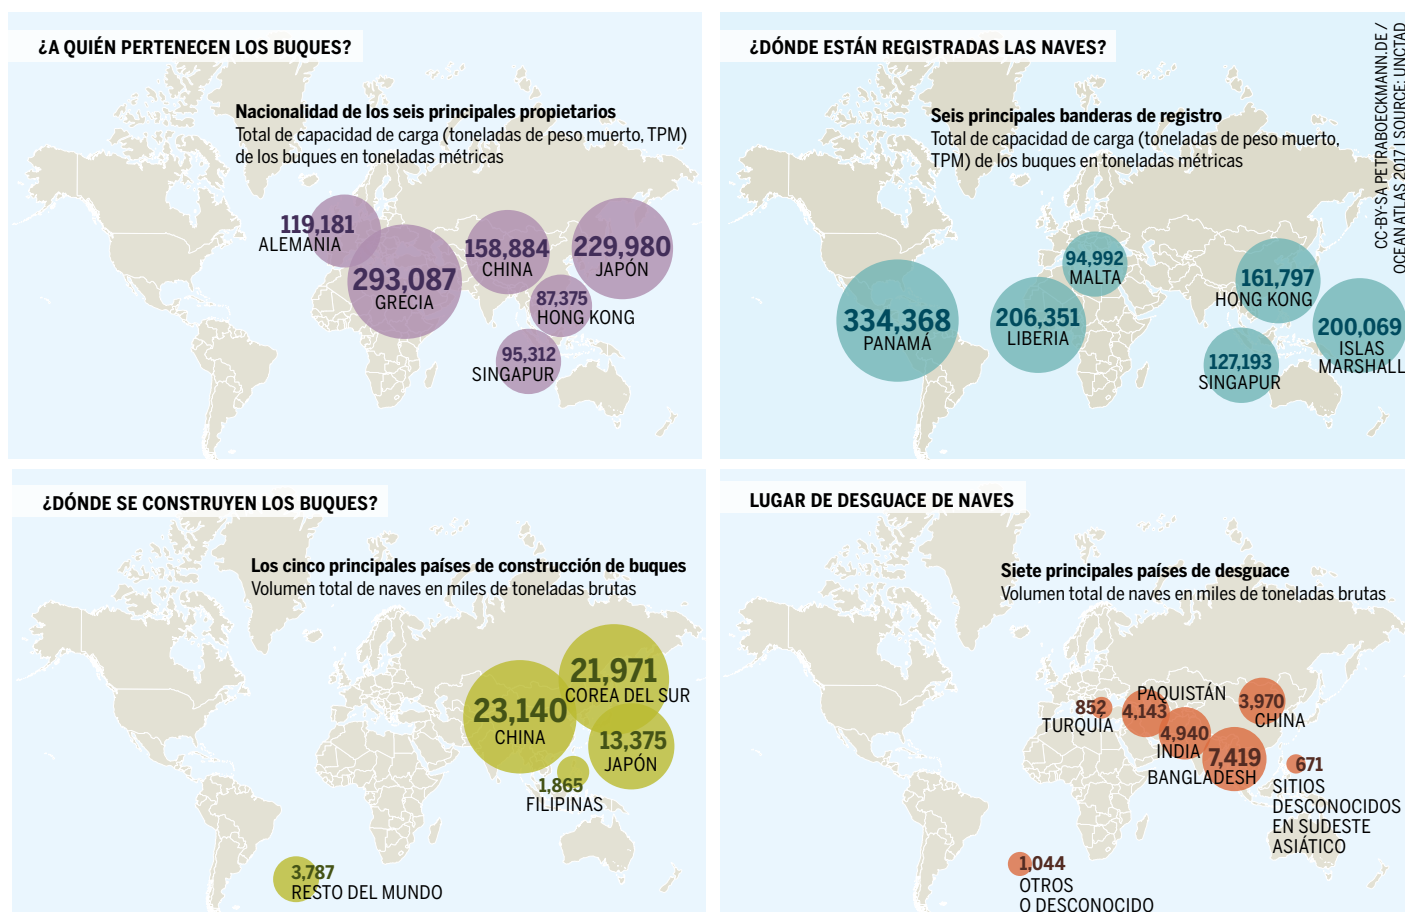 ¿A QUIÉN PERTENECEN LOS BUQUES?
Nacionalidad de los seis principales propietarios
Total de capacidad de carga (toneladas de peso muerto, TPM)
de los buques en toneladas métricas
119,181
ALEMANIA
293,087
GRECIA
158,884
CHINA
229,980
JAPÓN
87,375
HONG KONG
95,312
SINGAPUR
¿DÓNDE ESTÁN REGISTRADAS LAS NAVES?
Seis principales banderas de registro
Total de capacidad de carga (toneladas de peso muerto,
TPM) de los buques en toneladas métricas
334,368
PANAMÁ
206,351
LIBERIA
94,992
MALTA
161,797
HONG KONG
127,193
SINGAPUR
200,069
ISLAS
MARSHALL
CC-BY-SA PETRABOECKMANN.DE /
OCEAN ATLAS 2017 | SOURCE: UNCTAD
¿DÓNDE SE CONSTRUYEN LOS BUQUES?
Los cinco principales países de construcción de buques
Volumen total de naves en miles de toneladas brutas
21,971
COREA DEL SUR
23,140
CHINA
13,375
JAPÓN
1,865
FILIPINAS
3,787
RESTO DEL MUNDO
LUGAR DE DESGUACE DE NAVES
Siete principales países de desguace
Volumen total de naves en miles de toneladas brutas
852
TURQUÍA
PAQUISTÁN
4,143
4,940
INDIA
7,419
BANGLADESH
3,970
CHINA
671
SITIOS
DESCONOCIDOS
EN SUDESTE
ASIÁTICO
1,044
OTROS
O DESCONOCIDO